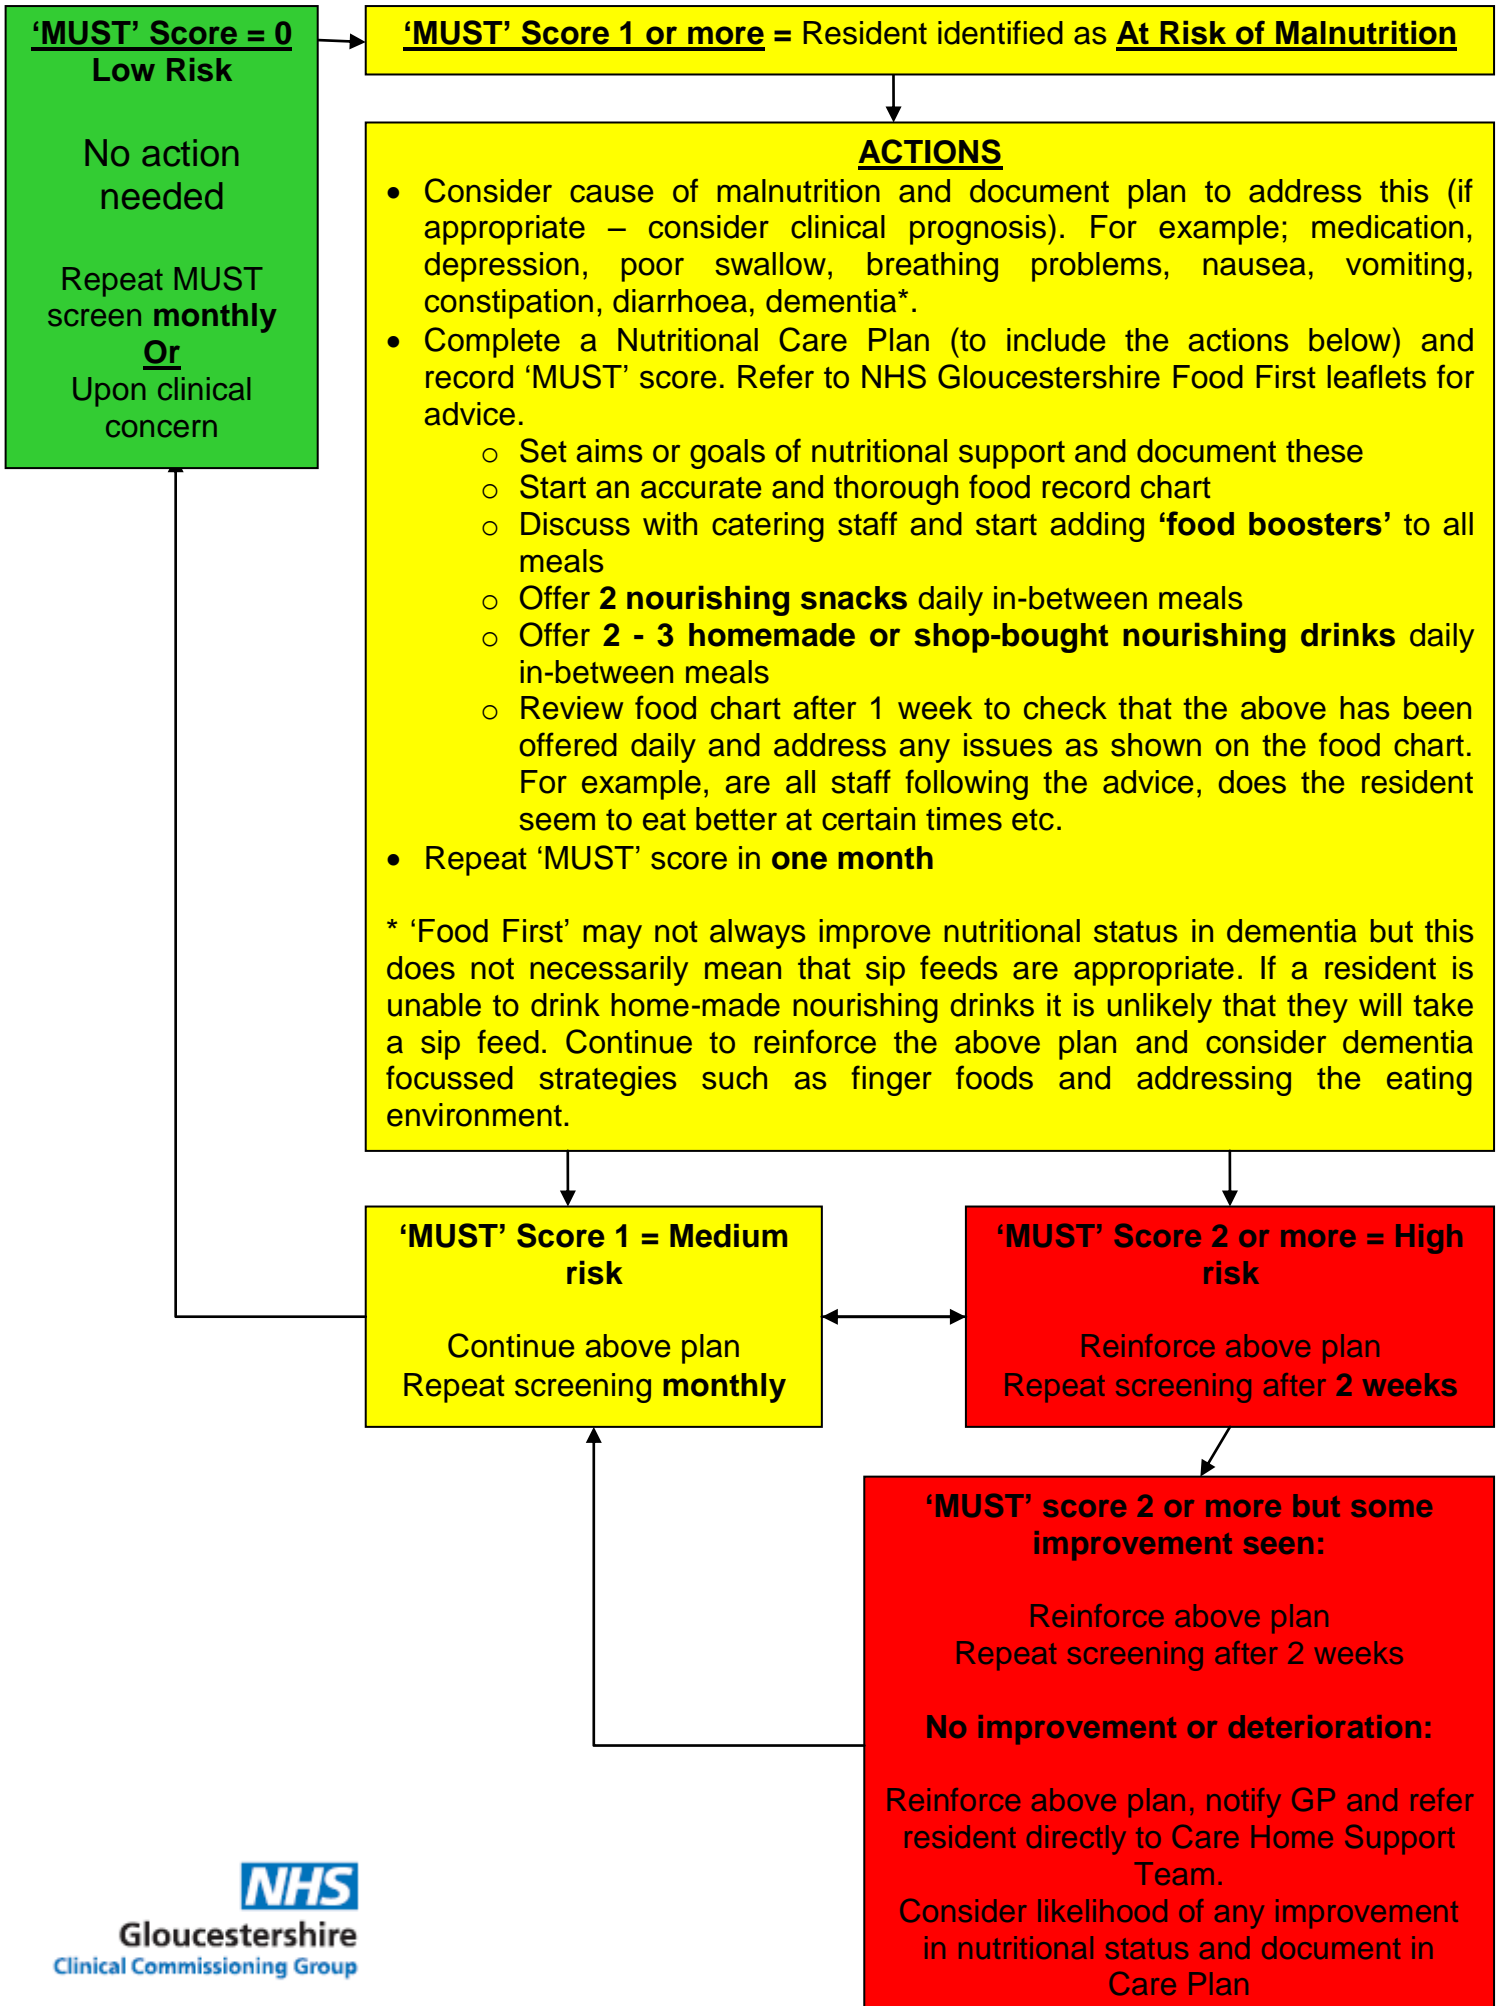 ‘MUST’ Score = 0
Low Risk
No action
needed
Repeat MUST
screen monthly
Or
Upon clinical
concern
‘MUST’ Score 1 or more = Resident identified as At Risk of Malnutrition
ACTIONS
• Consider cause of malnutrition and document plan to address this (if
appropriate – consider clinical prognosis). For example; medication,
depression, poor swallow, breathing problems, nausea, vomiting,
constipation, diarrhoea, dementia*.
• Complete a Nutritional Care Plan (to include the actions below) and
record ‘MUST’ score. Refer to NHS Gloucestershire Food First leaflets for
advice.
o Set aims or goals of nutritional support and document these
o Start an accurate and thorough food record chart
o Discuss with catering staff and start adding ‘food boosters’ to all
meals
o Offer 2 nourishing snacks daily in-between meals
o Offer 2 - 3 homemade or shop-bought nourishing drinks daily
in-between meals
o Review food chart after 1 week to check that the above has been
offered daily and address any issues as shown on the food chart.
For example, are all staff following the advice, does the resident
seem to eat better at certain times etc.
• Repeat ‘MUST’ score in one month
* ‘Food First’ may not always improve nutritional status in dementia but this
does not necessarily mean that sip feeds are appropriate. If a resident is
unable to drink home-made nourishing drinks it is unlikely that they will take
a sip feed. Continue to reinforce the above plan and consider dementia
focussed strategies such as finger foods and addressing the eating
environment.
‘MUST’ Score 1 = Medium
risk
Continue above plan
Repeat screening monthly
‘MUST’ Score 2 or more = High
risk
Reinforce above plan
Repeat screening after 2 weeks
‘MUST’ score 2 or more but some
improvement seen:
Reinforce above plan
Repeat screening after 2 weeks
No improvement or deterioration:
Reinforce above plan, notify GP and refer
resident directly to Care Home Support
Team.
Consider likelihood of any improvement
in nutritional status and document in
Care Plan
NHS
Gloucestershire
Clinical Commissioning Group